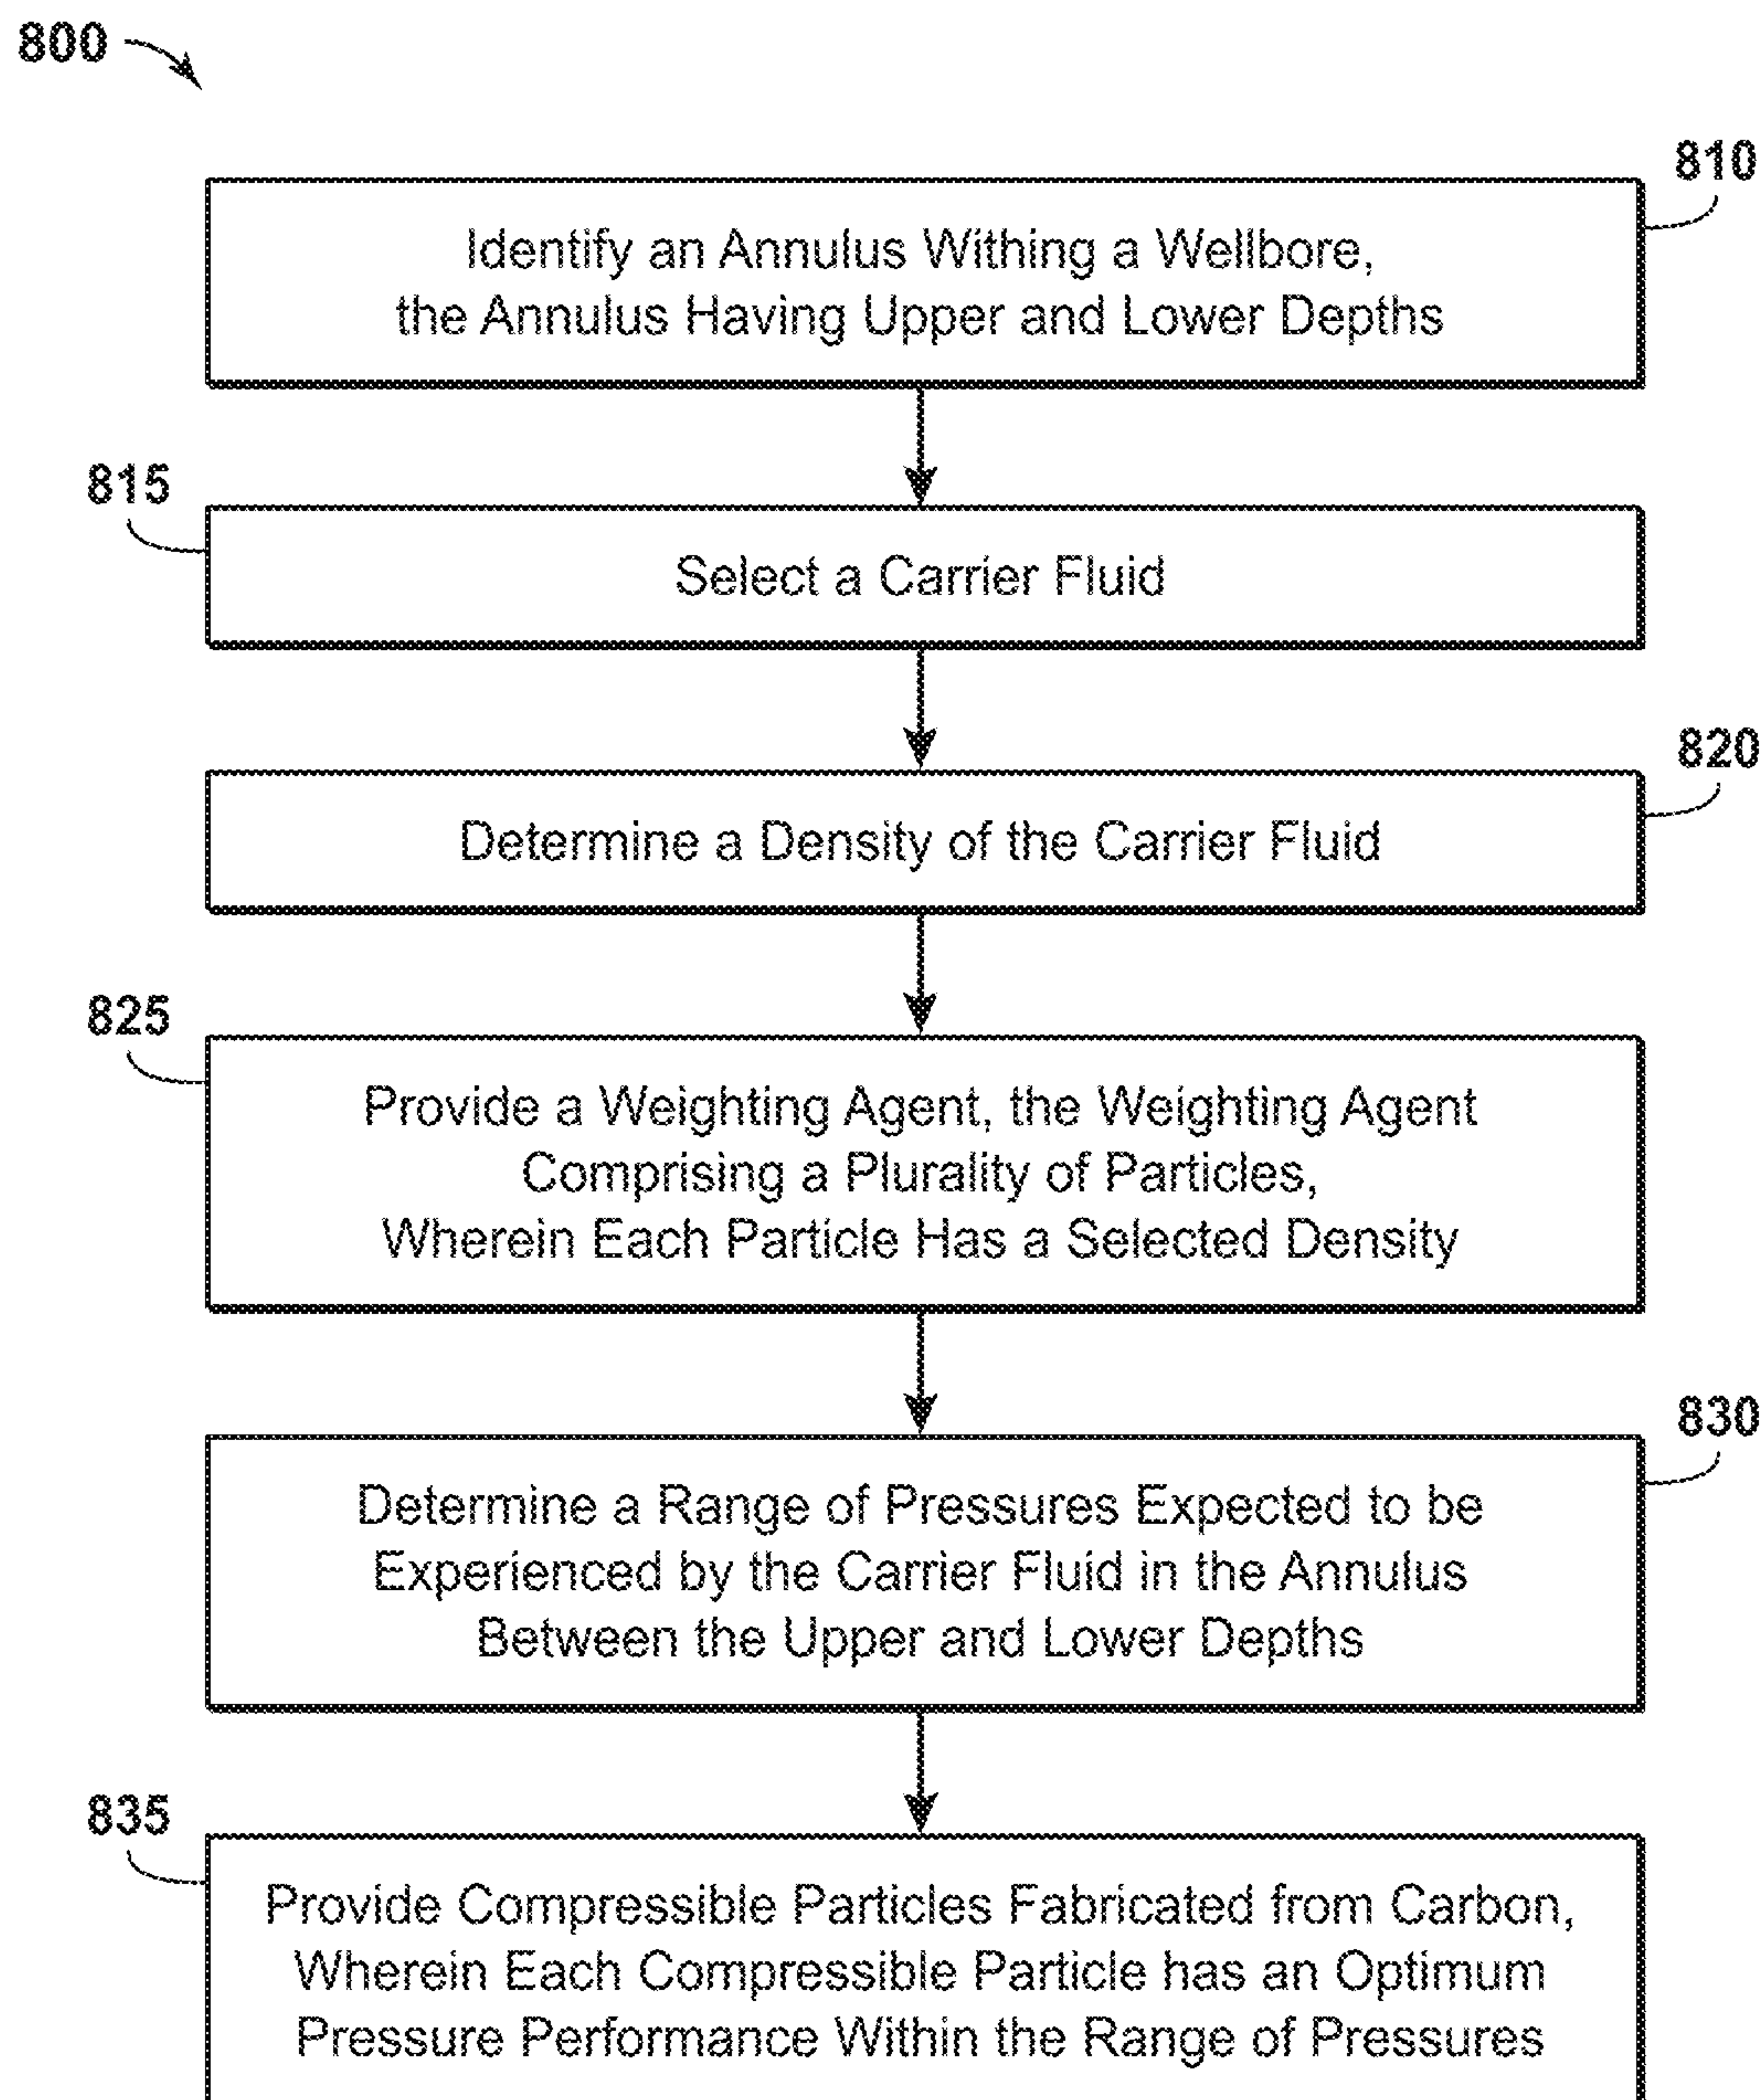 800
810
Identify an Annulus Withing a Wellbore,
the Annulus Having Upper and Lower Depths
815
Select a Carrier Fluid
820
Determine a Density of the Carrier Fluid
825
Provide a Weighting Agent, the Weighting Agent
Comprising a Plurality of Particles,
Wherein Each Particle Has a Selected Density
830
Determine a Range of Pressures Expected to be
Experienced by the Carrier Fluid in the Annulus
Between the Upper and Lower Depths
835
Provide Compressible Particles Fabricated from Carbon,
Wherein Each Compressible Particle has an Optimum
Pressure Performance Within the Range of Pressures